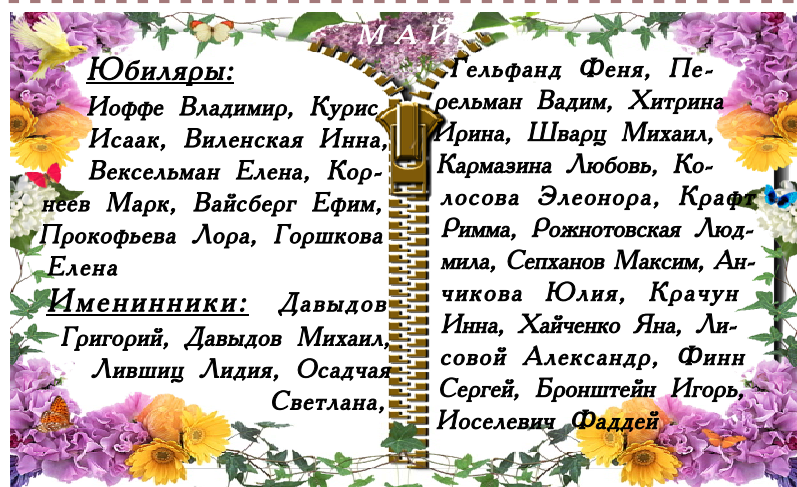 МАЙ
Юбиляры:
Иоффе Владимир, Курис
Исаак, Виленская Инна,
Вексельман Елена, Кор-
неев Марк, Вайсберг Ефим,
Прокофьева Лора, Горшкова
Елена
Именинники: Давыдов
Григорий, Давыдов Михаил,
Лившиц Лидия, Осадчая
Светлана,
Гельфанд Феня, Пе-
рельман Вадим, Хитрина
Ирина, Шварц Михаил,
Кармазина Любовь, Ко-
лосова Элеонора, Крафт
Римма, Рожнотовская Люд-
мила, Сепханов Максим, Ан-
чикова Юлия, Крачун
Инна, Хайченко Яна, Ли-
совой Александр, Финн
Сергей, Бронштейн Игорь,
Иоселевич Фаддей